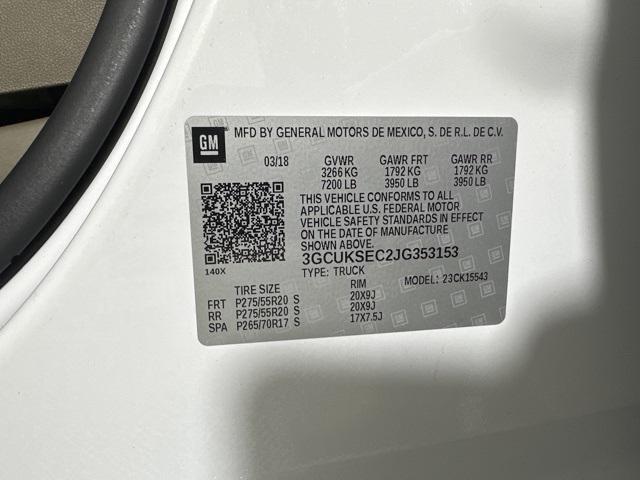 GM
MFD BY GENERAL MOTORS DE MEXICO, S. DE R.L. DE C.V.
03/18 GVWR GAWR FRT GAWR RR
3266 KG 1792 KG 1792 KG
7200 LB 3950 LB 3950 LB
THIS VEHICLE CONFORMS TO ALL
APPLICABLE U.S. FEDERAL MOTOR
VEHICLE SAFETY STANDARDS IN EFFECT
ON THE DATE OF MANUFACTURE
SHOWN ABOVE.
3GCUKSEC2JG353153
140X
TYPE: TRUCK MODEL: 23CK15543
TIRE SIZE RIM
FRT P275/55R20 S 20X9J
RR P275/55R20 S 20X9J
SPA P265/70R17 S 17X7.5J